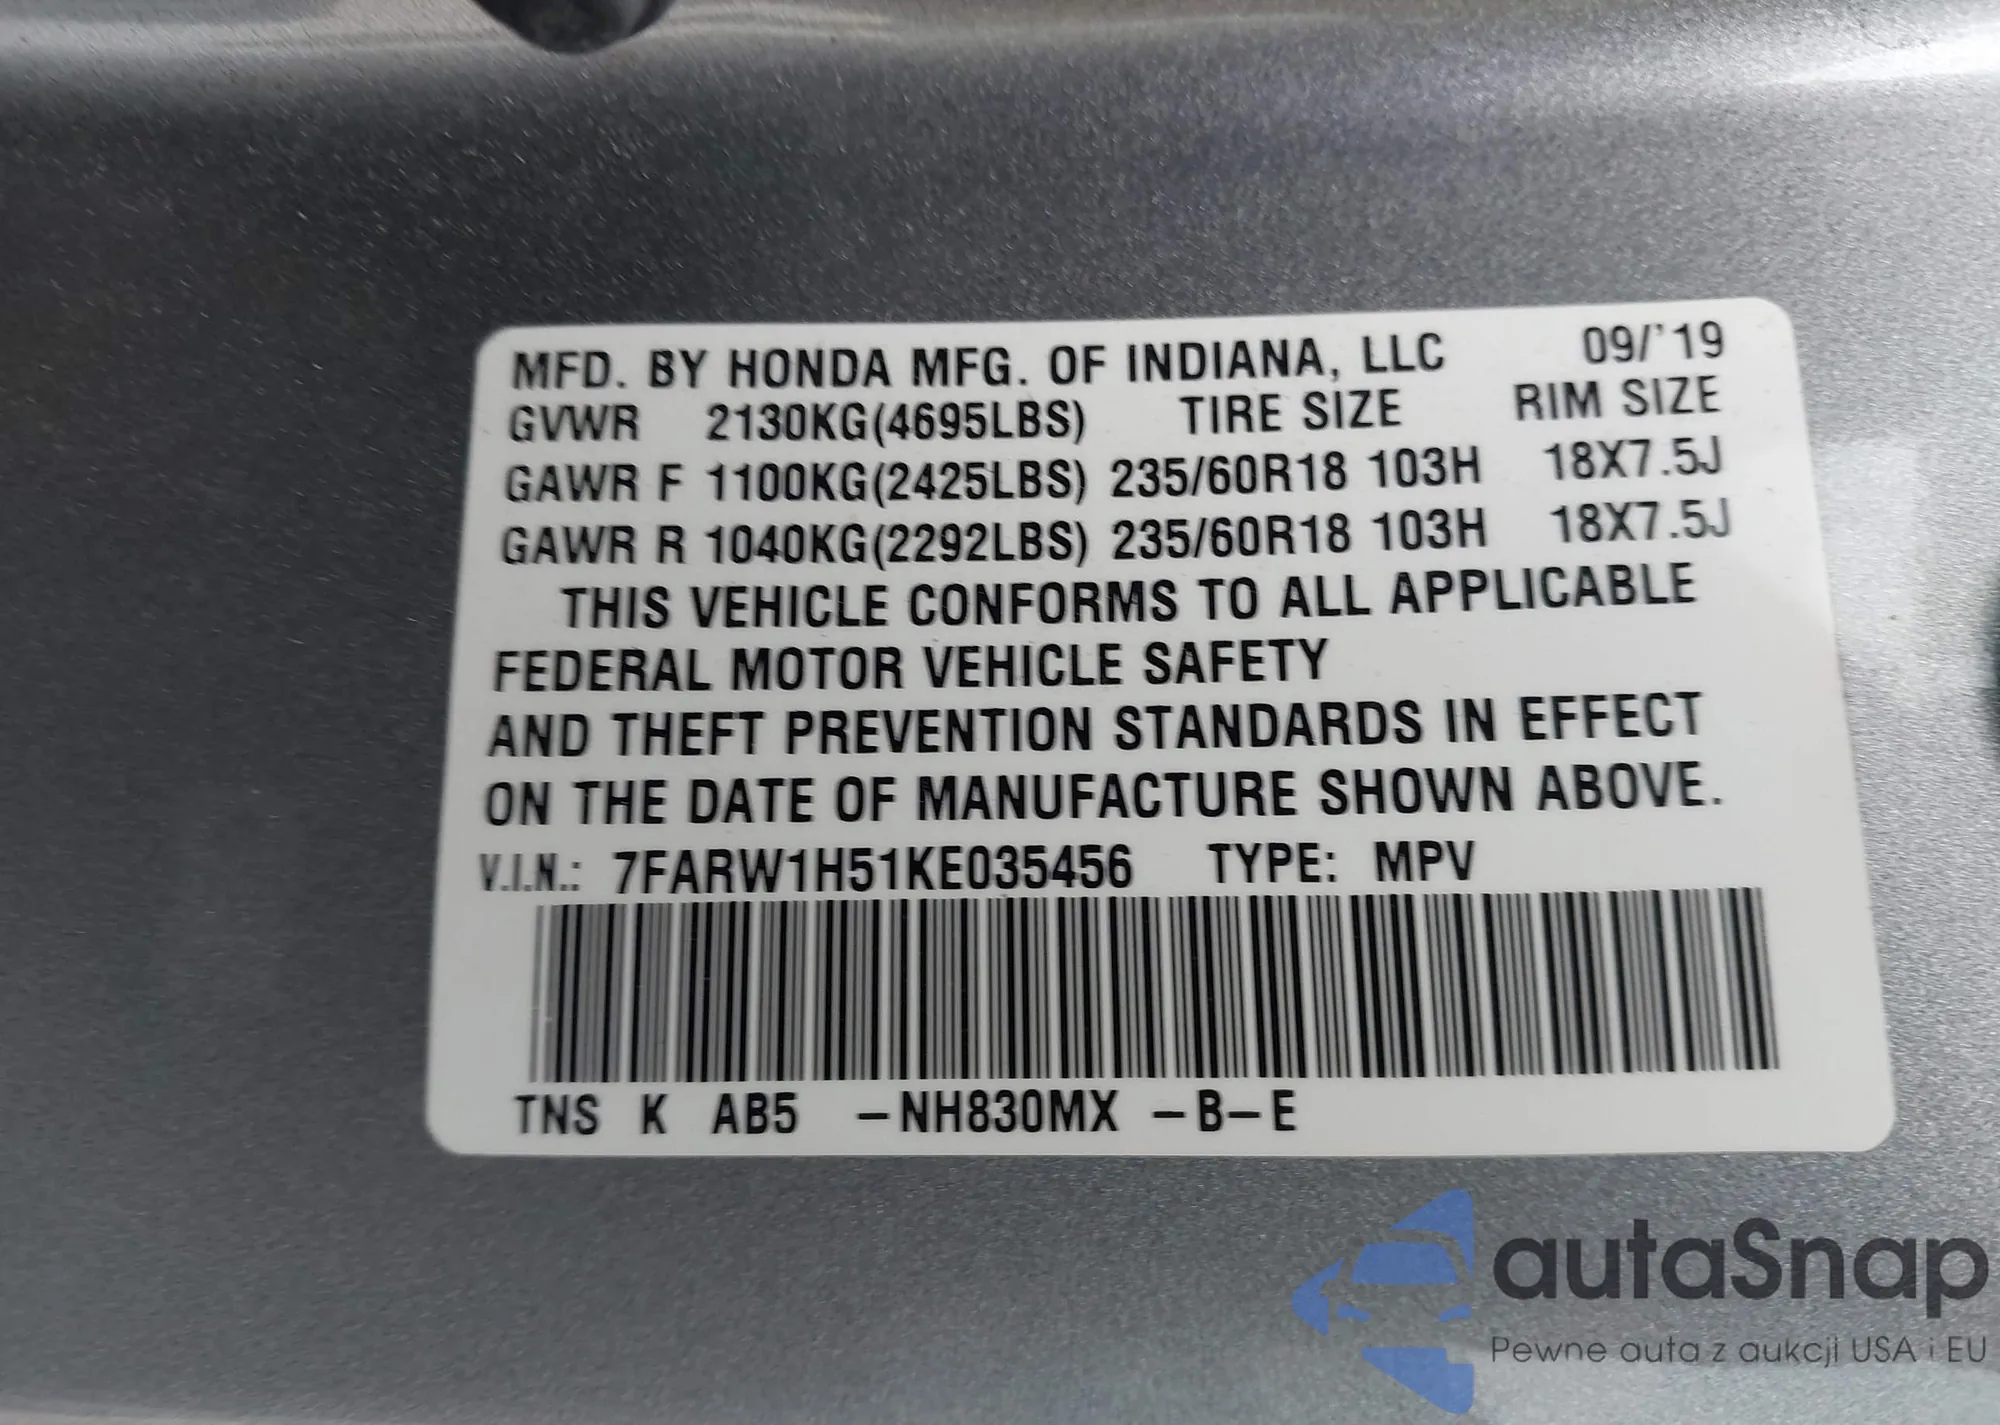 MFD. BY HONDA MFG. OF INDIANA, LLC 09/'19
GVWR 2130KG(4695LBS) TIRE SIZE RIM SIZE
GAWR F 1100KG(2425LBS) 235/60R18 103H 18X7.5J
GAWR R 1040KG(2292LBS) 235/60R18 103H 18X7.5J
THIS VEHICLE CONFORMS TO ALL APPLICABLE
FEDERAL MOTOR VEHICLE SAFETY
AND THEFT PREVENTION STANDARDS IN EFFECT
ON THE DATE OF MANUFACTURE SHOWN ABOVE.
V.I.N.: 7FARW1H51KE035456 TYPE: MPV
TNS K AB5 –NH830MX –B–E
autaSnap
Pewne auta z aukcji USA i EU